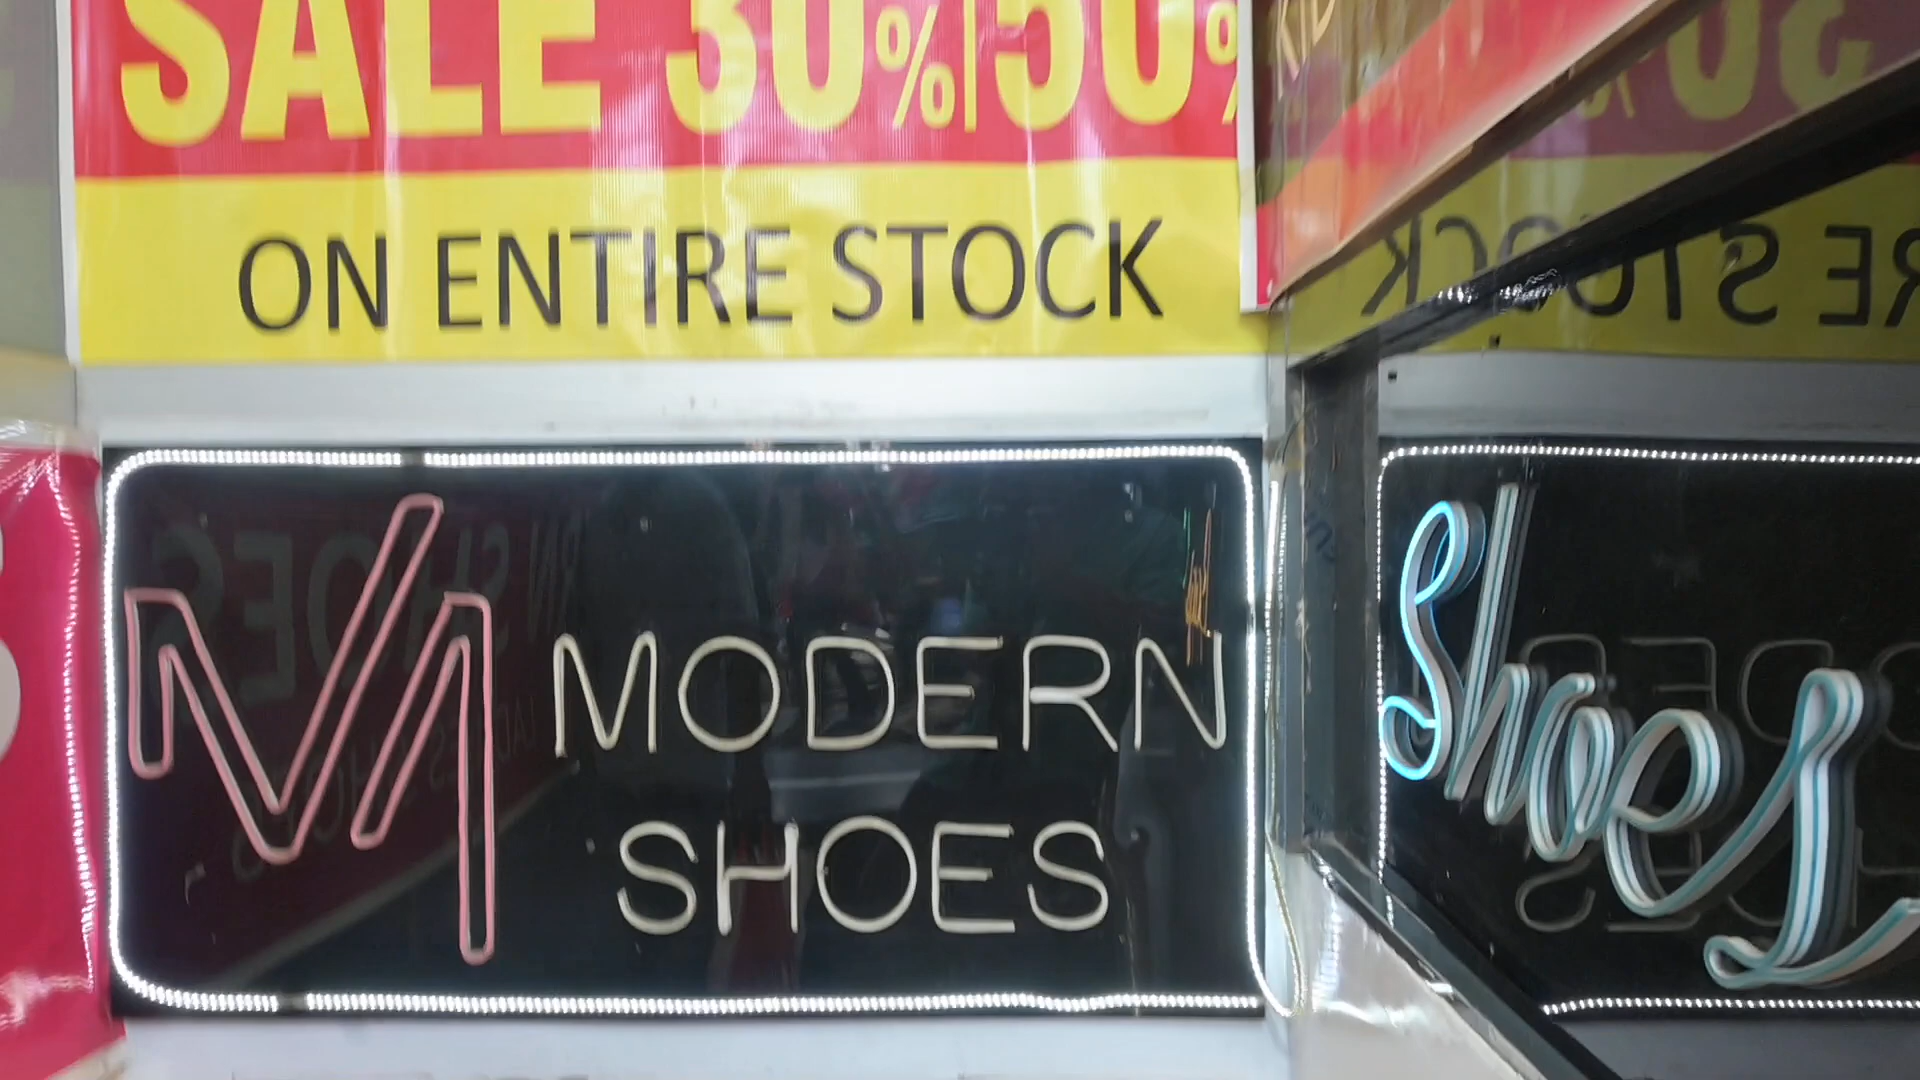 SALE 30%|50%
ON ENTIRE STOCK
MODERN
SHOES
Shoes